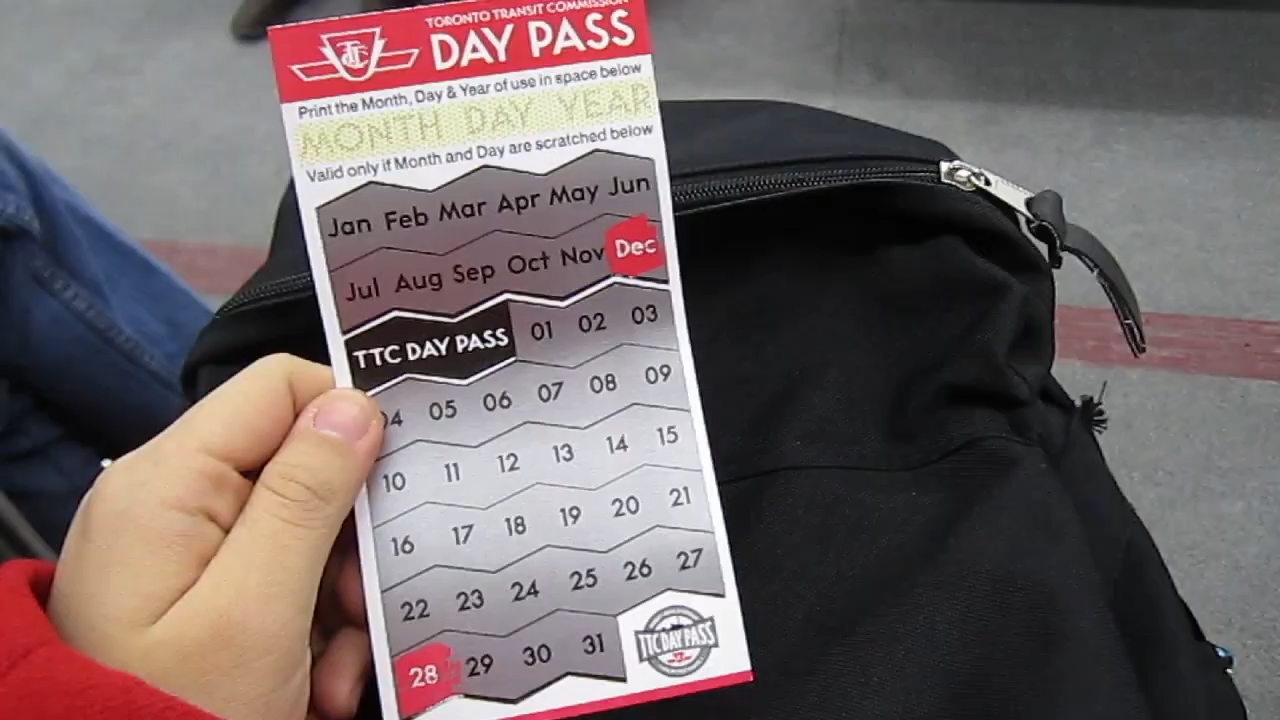 TORONTO TRANSIT COMMISSION
DAY PASS
Print the Month, Day & Year of use in space below
MONTH DAY YEAR
Valid only if Month and Day are scratched below
Jan Feb Mar Apr May Jun
Jul Aug Sep Oct Nov Dec
TTC DAY PASS 01 02 03
04 05 06 07 08 09
10 11 12 13 14 15
16 17 18 19 20 21
22 23 24 25 26 27
28 29 30 31
TTC DAY PASS